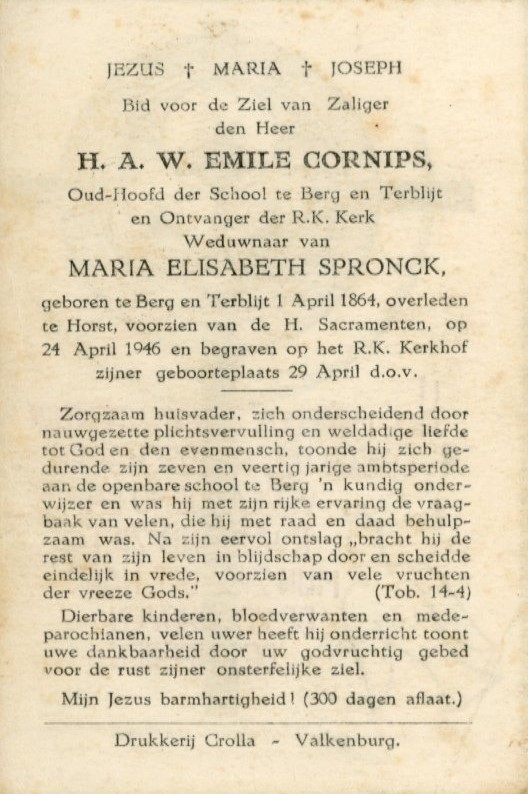 JEZUS † MARIA † JOSEPH
Bid voor de Ziel van Zaliger
den Heer
H. A. W. EMILE CORNIPS,
Oud-Hoofd der School te Berg en Terblijt
en Ontvanger der R.K. Kerk
Weduwnaar van
MARIA ELISABETH SPRONCK,
geboren te Berg en Terblijt 1 April 1864, overleden
te Horst, voorzien van de H. Sacramenten, op
24 April 1946 en begraven op het R.K. Kerkhof
zijner geboorteplaats 29 April d.o.v.
Zorgzaam huisvader, zich onderscheidend door
nauwgezette plichtsvervulling en weldadige liefde
tot God en den evenmensch, toonde hij zich ge-
durende zijn zeven en veertig jarige ambtsperiode
aan de openbare school te Berg 'n kundig onder-
wijzer en was hij met zijn rijke ervaring de vraag-
baak van velen, die hij met raad en daad behulp-
zaam was. Na zijn eervol ontslag „bracht hij de
rest van zijn leven in blijdschap door en scheidde
eindelijk in vrede, voorzien van vele vruchten
der vreeze Gods." (Tob. 14-4)
Dierbare kinderen, bloedverwanten en mede-
parochianen, velen uwer heeft hij onderricht toont
uwe dankbaarheid door uw godvruchtig gebed
voor de rust zijner onsterfelijke ziel.
Mijn Jezus barmhartigheid! (300 dagen aflaat.)
Drukkerij Crolla - Valkenburg.